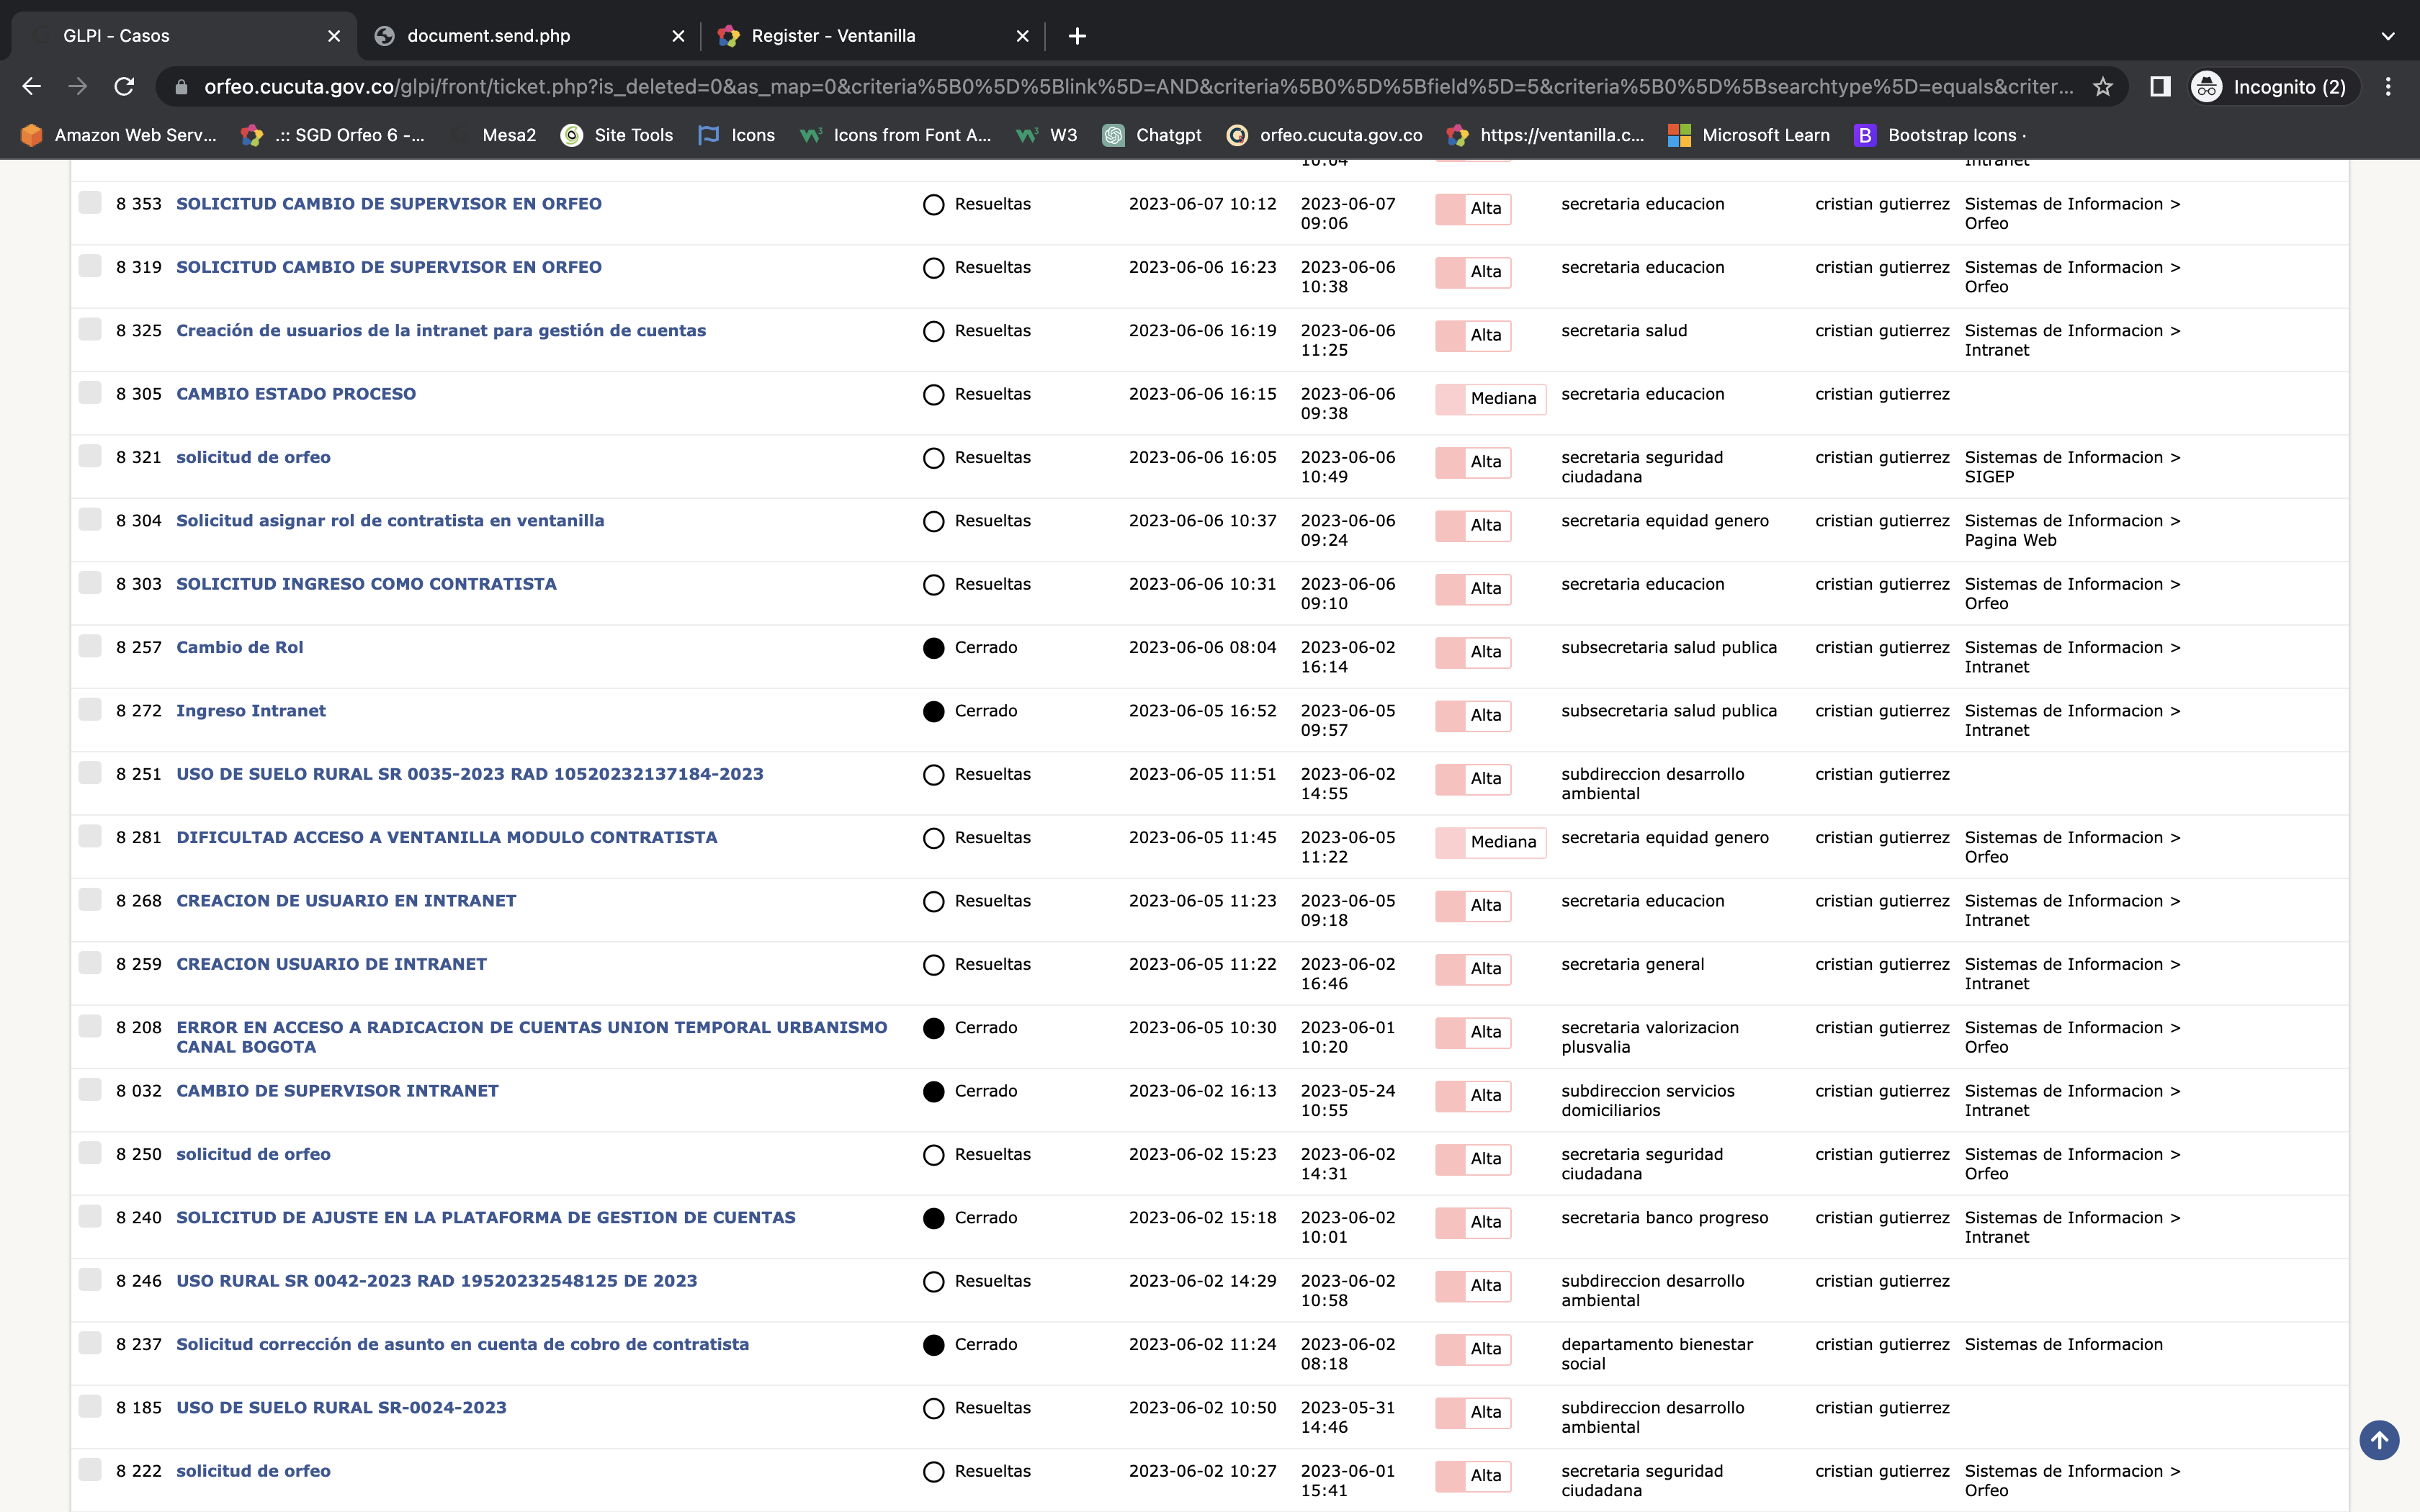 GLPI - Casos
document.send.php
Register - Ventanilla
orfeo.cucuta.gov.co/glpi/front/ticket.php?is_deleted=0&as_map=0&criteria%5B0%5D%5Blink%5D=AND&criteria%5B0%5D%5Bfield%5D=5&criteria%5B0%5D%5Bsearchtype%5D=equals&criter...
Incognito (2)
Amazon Web Serv...
.:: SGD Orfeo 6 -...
Mesa2
Site Tools
Icons
Icons from Font A...
W3
Chatgpt
orfeo.cucuta.gov.co
https://ventanilla.c...
Microsoft Learn
B Bootstrap Icons ·
10:04 Intranet
8 353 SOLICITUD CAMBIO DE SUPERVISOR EN ORFEO Resueltas 2023-06-07 10:12 2023-06-07 Alta secretaria educacion cristian gutierrez Sistemas de Informacion >
09:06 Orfeo
8 319 SOLICITUD CAMBIO DE SUPERVISOR EN ORFEO Resueltas 2023-06-06 16:23 2023-06-06 Alta secretaria educacion cristian gutierrez Sistemas de Informacion >
10:38 Orfeo
8 325 Creación de usuarios de la intranet para gestión de cuentas Resueltas 2023-06-06 16:19 2023-06-06 Alta secretaria salud cristian gutierrez Sistemas de Informacion >
11:25 Intranet
8 305 CAMBIO ESTADO PROCESO Resueltas 2023-06-06 16:15 2023-06-06 Mediana secretaria educacion cristian gutierrez
09:38
8 321 solicitud de orfeo Resueltas 2023-06-06 16:05 2023-06-06 Alta secretaria seguridad cristian gutierrez Sistemas de Informacion >
10:49 ciudadana SIGEP
8 304 Solicitud asignar rol de contratista en ventanilla Resueltas 2023-06-06 10:37 2023-06-06 Alta secretaria equidad genero cristian gutierrez Sistemas de Informacion >
09:24 Pagina Web
8 303 SOLICITUD INGRESO COMO CONTRATISTA Resueltas 2023-06-06 10:31 2023-06-06 Alta secretaria educacion cristian gutierrez Sistemas de Informacion >
09:10 Orfeo
8 257 Cambio de Rol Cerrado 2023-06-06 08:04 2023-06-02 Alta subsecretaria salud publica cristian gutierrez Sistemas de Informacion >
16:14 Intranet
8 272 Ingreso Intranet Cerrado 2023-06-05 16:52 2023-06-05 Alta subsecretaria salud publica cristian gutierrez Sistemas de Informacion >
09:57 Intranet
8 251 USO DE SUELO RURAL SR 0035-2023 RAD 10520232137184-2023 Resueltas 2023-06-05 11:51 2023-06-02 Alta subdireccion desarrollo cristian gutierrez
14:55 ambiental
8 281 DIFICULTAD ACCESO A VENTANILLA MODULO CONTRATISTA Resueltas 2023-06-05 11:45 2023-06-05 Mediana secretaria equidad genero cristian gutierrez Sistemas de Informacion >
11:22 Orfeo
8 268 CREACION DE USUARIO EN INTRANET Resueltas 2023-06-05 11:23 2023-06-05 Alta secretaria educacion cristian gutierrez Sistemas de Informacion >
09:18 Intranet
8 259 CREACION USUARIO DE INTRANET Resueltas 2023-06-05 11:22 2023-06-02 Alta secretaria general cristian gutierrez Sistemas de Informacion >
16:46 Intranet
8 208 ERROR EN ACCESO A RADICACION DE CUENTAS UNION TEMPORAL URBANISMO Cerrado 2023-06-05 10:30 2023-06-01 Alta secretaria valorizacion cristian gutierrez Sistemas de Informacion >
CANAL BOGOTA 10:20 plusvalia Orfeo
8 032 CAMBIO DE SUPERVISOR INTRANET Cerrado 2023-06-02 16:13 2023-05-24 Alta subdireccion servicios cristian gutierrez Sistemas de Informacion >
10:55 domiciliarios Intranet
8 250 solicitud de orfeo Resueltas 2023-06-02 15:23 2023-06-02 Alta secretaria seguridad cristian gutierrez Sistemas de Informacion >
14:31 ciudadana Orfeo
8 240 SOLICITUD DE AJUSTE EN LA PLATAFORMA DE GESTION DE CUENTAS Cerrado 2023-06-02 15:18 2023-06-02 Alta secretaria banco progreso cristian gutierrez Sistemas de Informacion >
10:01 Intranet
8 246 USO RURAL SR 0042-2023 RAD 19520232548125 DE 2023 Resueltas 2023-06-02 14:29 2023-06-02 Alta subdireccion desarrollo cristian gutierrez
10:58 ambiental
8 237 Solicitud corrección de asunto en cuenta de cobro de contratista Cerrado 2023-06-02 11:24 2023-06-02 Alta departamento bienestar cristian gutierrez Sistemas de Informacion
08:18 social
8 185 USO DE SUELO RURAL SR-0024-2023 Resueltas 2023-06-02 10:50 2023-05-31 Alta subdireccion desarrollo cristian gutierrez
14:46 ambiental
8 222 solicitud de orfeo Resueltas 2023-06-02 10:27 2023-06-01 Alta secretaria seguridad cristian gutierrez Sistemas de Informacion >
15:41 ciudadana Orfeo